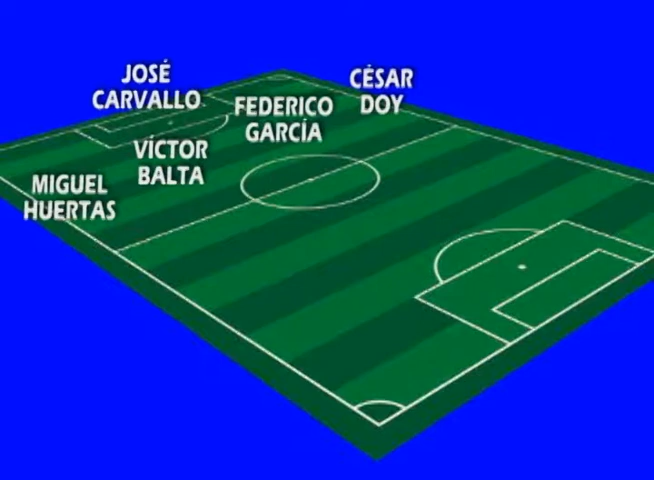 JOSÉ
CARVALLO
CÉSAR
DOY
FEDERICO
GARCÍA
VÍCTOR
BALTA
MIGUEL
HUERTAS